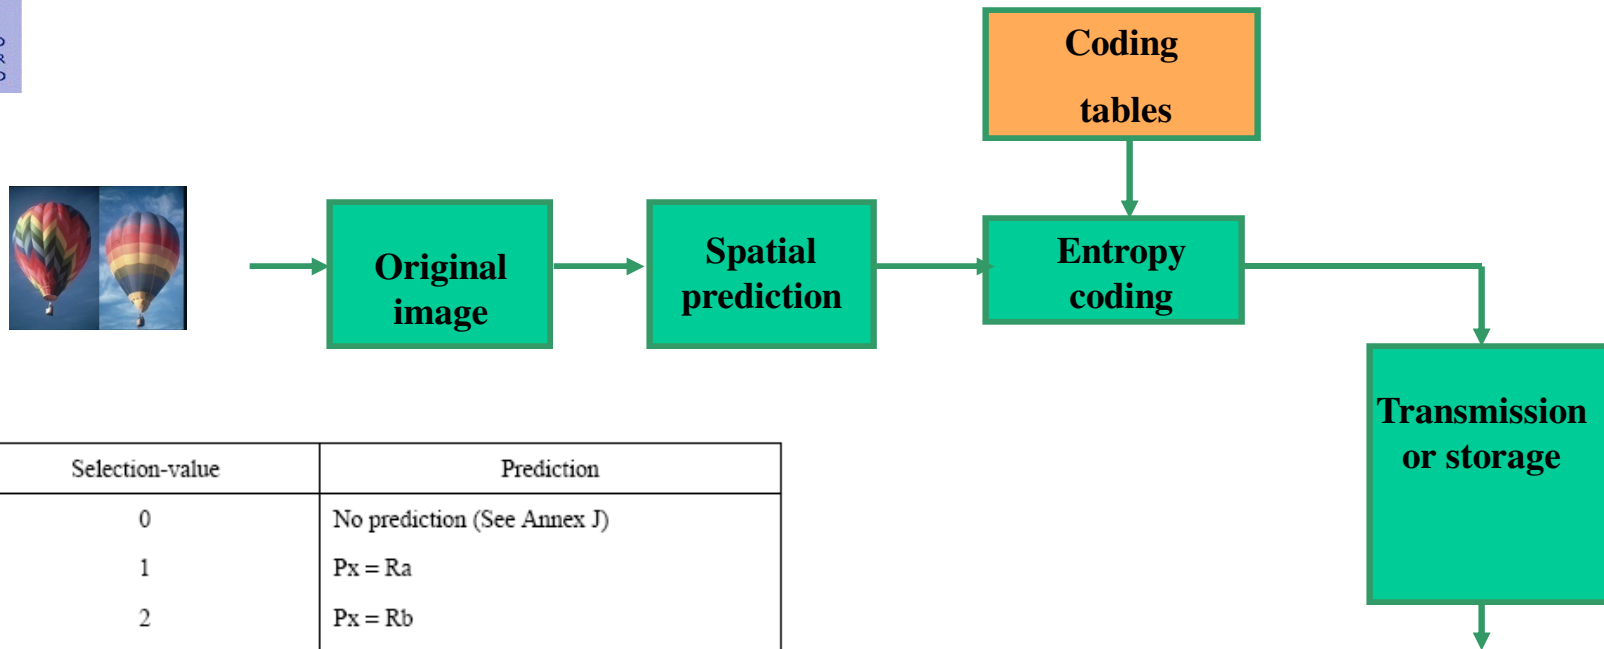 Coding
tables
Original
image
Spatial
prediction
Entropy
coding
Transmission
or storage
Selection-value Prediction
0 No prediction (See Annex J)
1 Px = Ra
2 Px = Rb